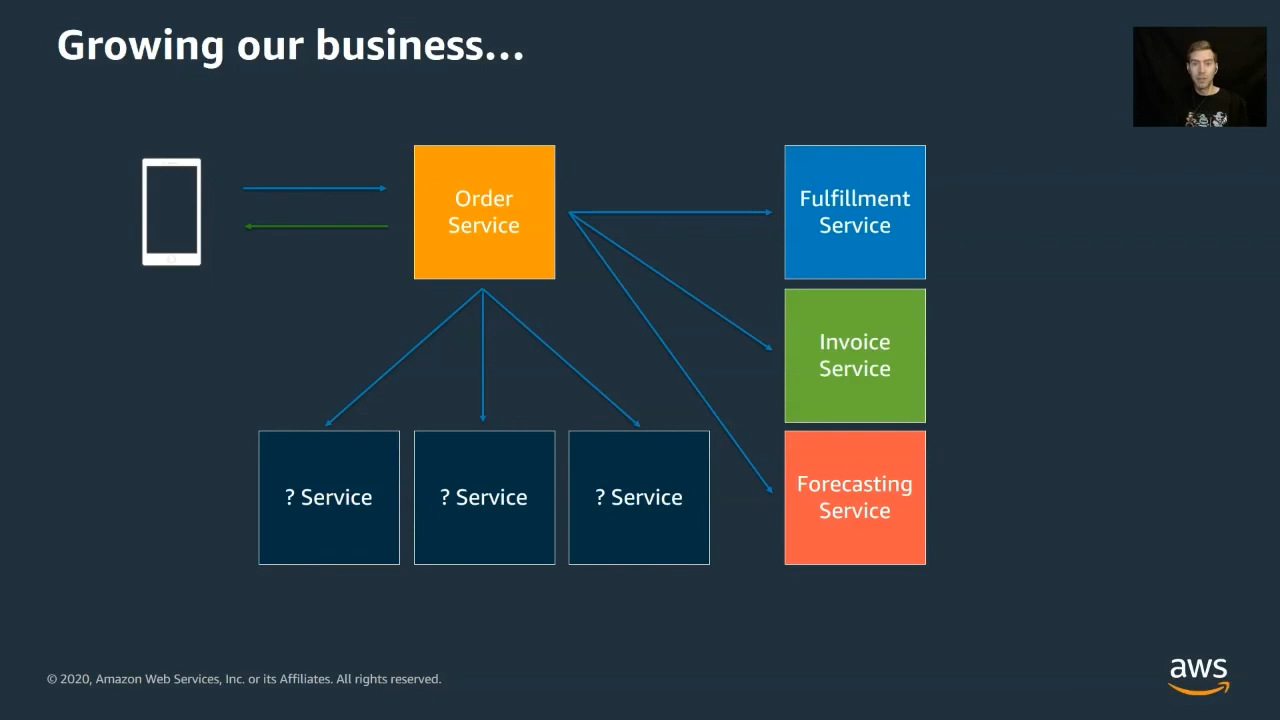 Growing our business...
Order
Service
Fulfillment
Service
Invoice
Service
Forecasting
Service
? Service
? Service
? Service
© 2020, Amazon Web Services, Inc. or its Affiliates. All rights reserved.
aws